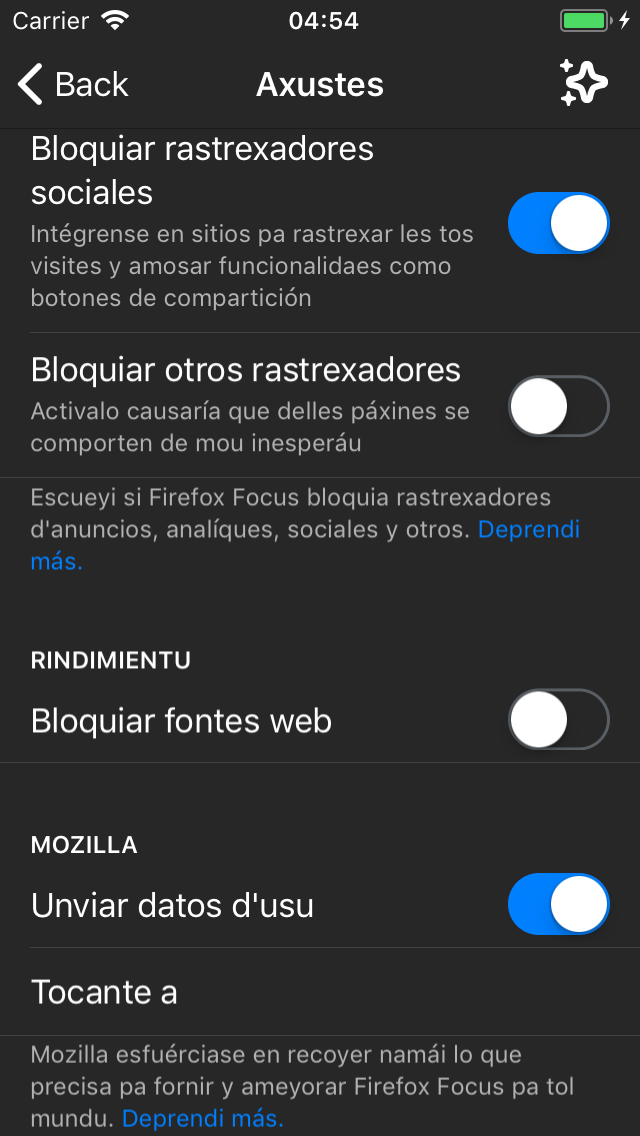 Carrier
04:54
Back
Axustes
Bloquiar rastrexadores
sociales
Intégrense en sitios pa rastrexar les tos
visites y amosar funcionalidaes como
botones de compartición
Bloquiar otros rastrexadores
Activalo causaría que delles páxines se
comporten de mou inesperáu
Escueyi si Firefox Focus bloquia rastrexadores
d'anuncios, analíques, sociales y otros. Deprendi
más.
RINDIMIENTU
Bloquiar fontes web
MOZILLA
Unviar datos d'usu
Tocante a
Mozilla esfuérciase en recoyer namái lo que
precisa pa fornir y ameyorar Firefox Focus pa tol
mundu. Deprendi más.